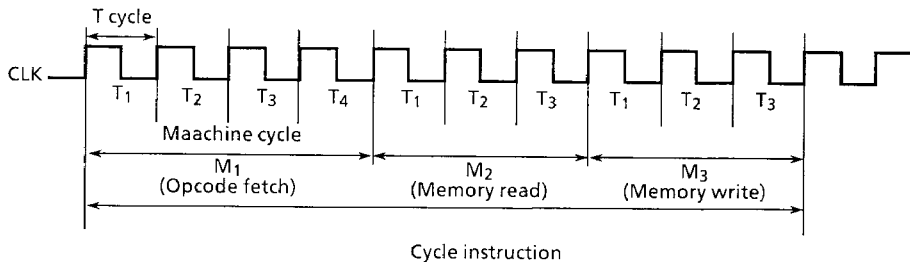 T cycle
CLK
T1 T2 T3 T4 T1 T2 T3 T1 T2 T3
Maachine cycle
M1 M2 M3
(Opcode fetch) (Memory read) (Memory write)
Cycle instruction